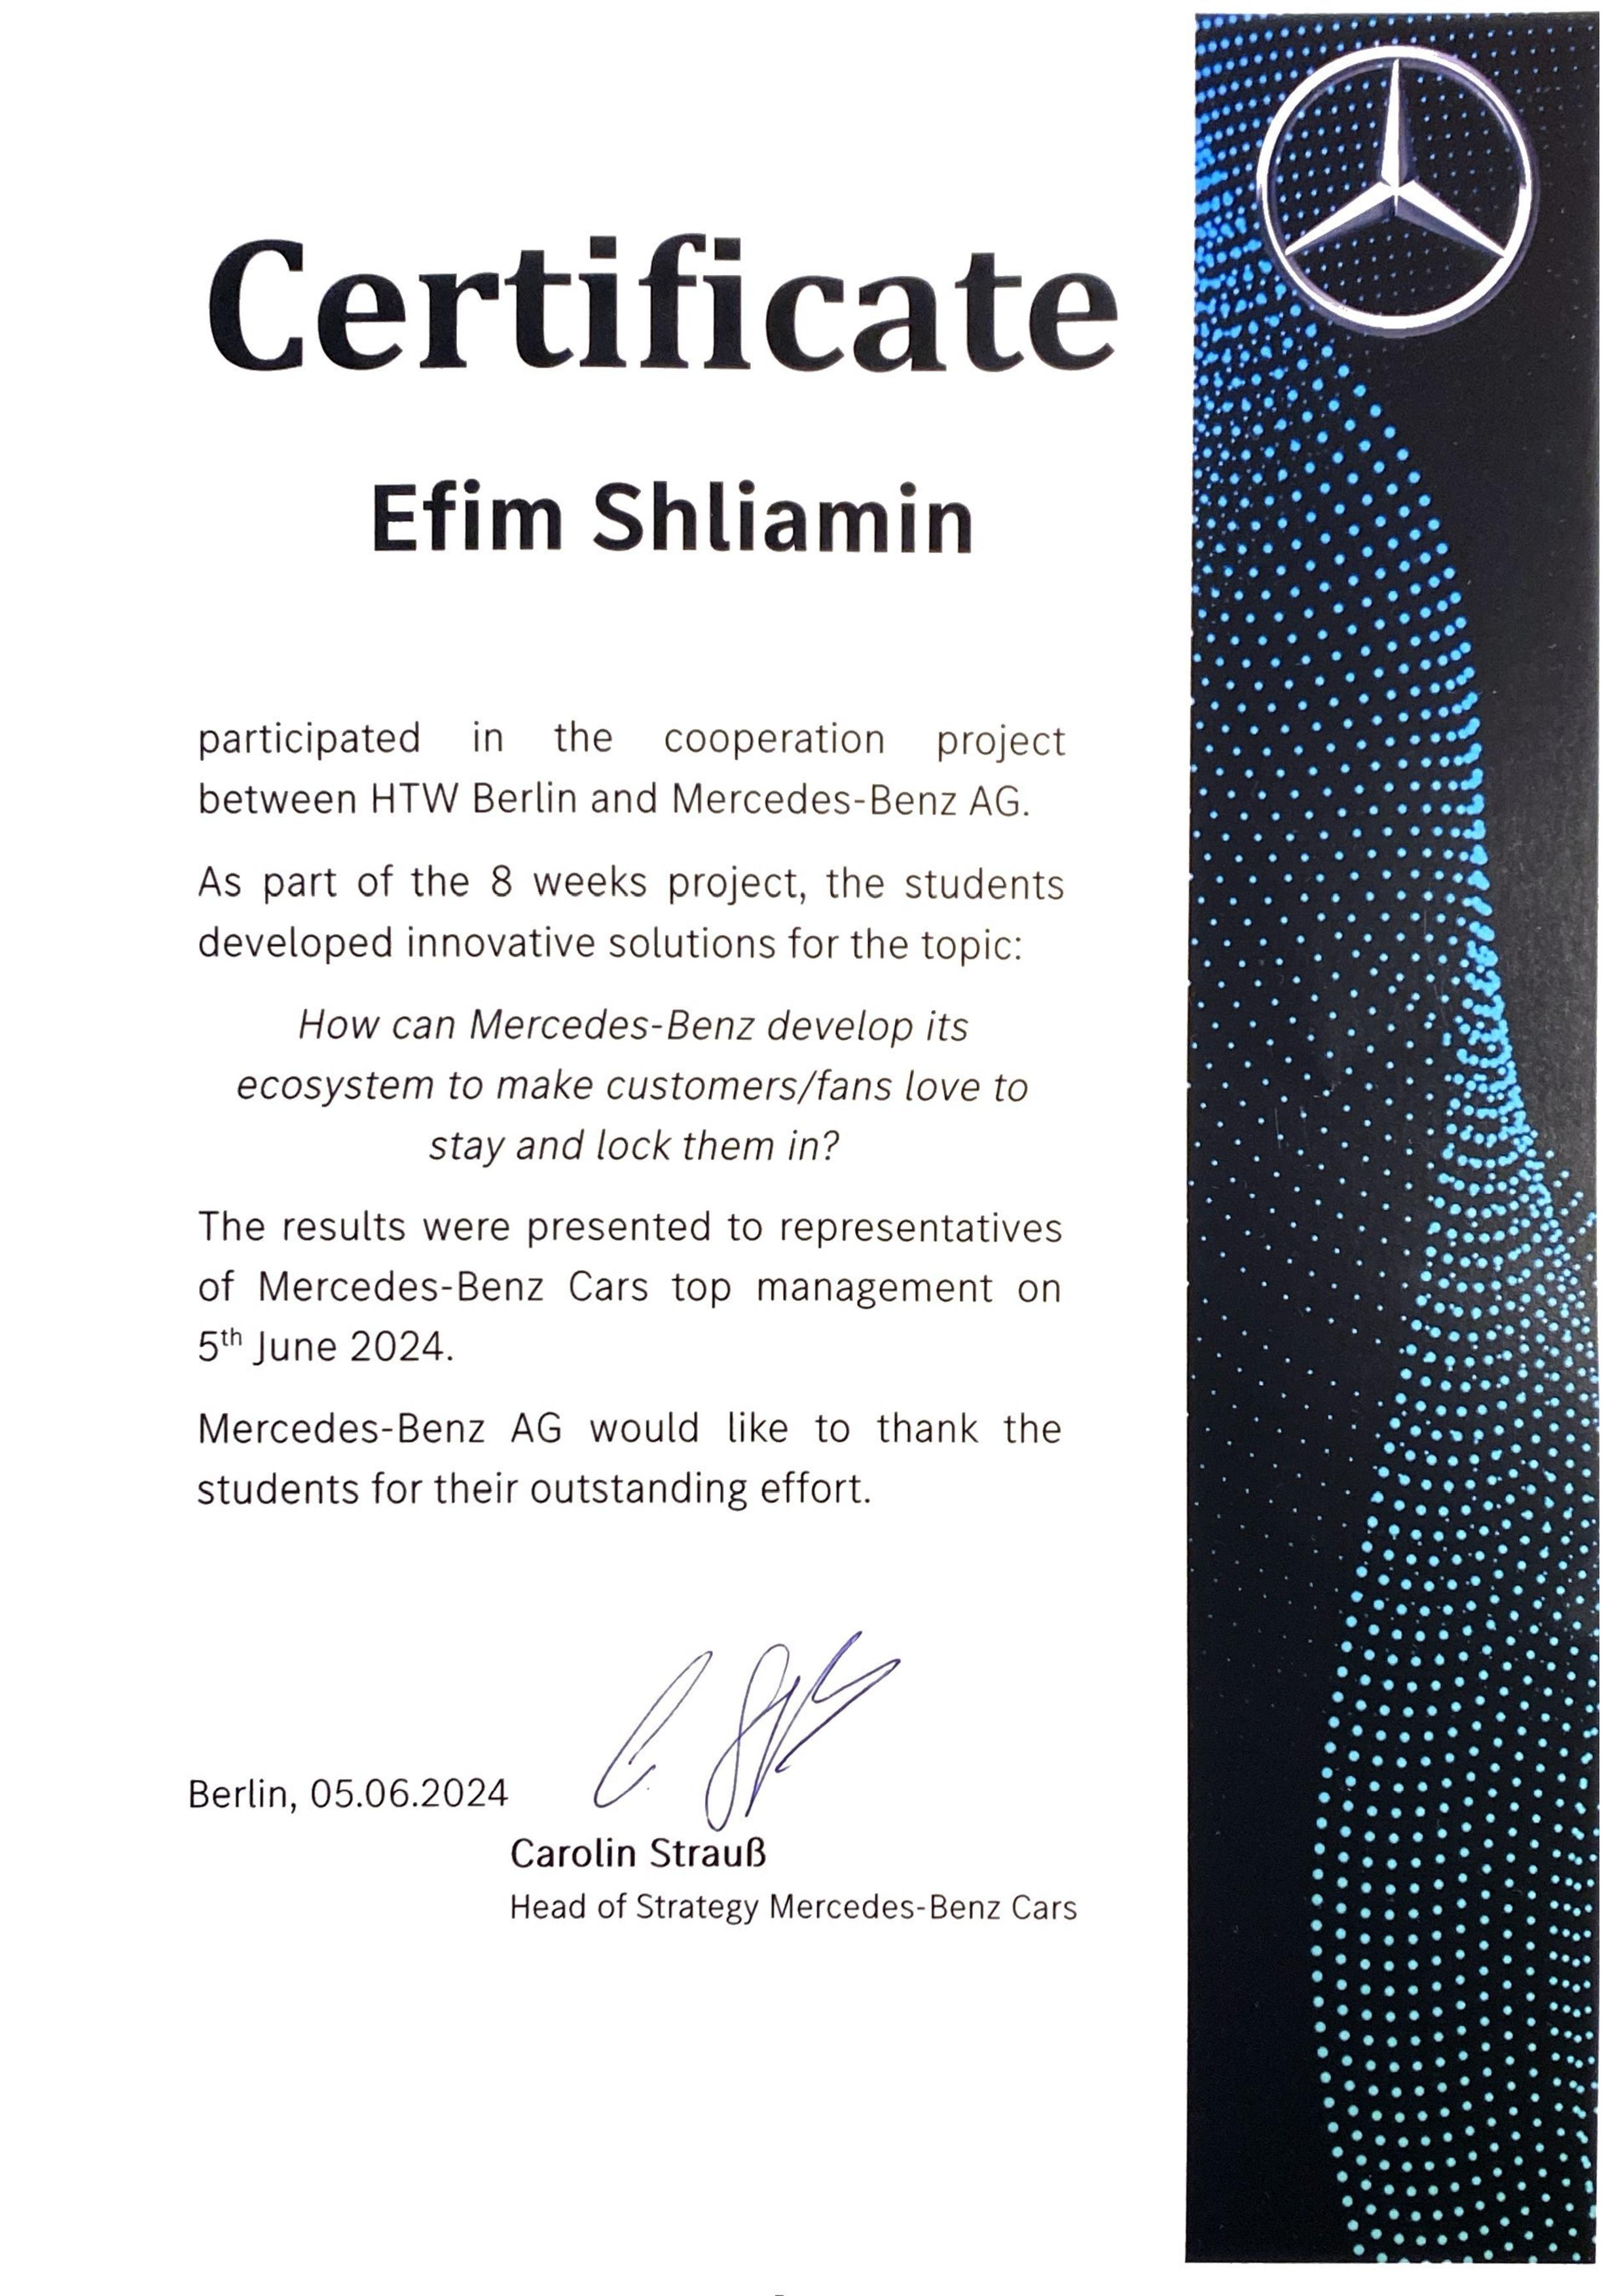 Certificate
Efim Shliamin
participated in the cooperation project
between HTW Berlin and Mercedes-Benz AG.
As part of the 8 weeks project, the students
developed innovative solutions for the topic:
How can Mercedes-Benz develop its
ecosystem to make customers/fans love to
stay and lock them in?
The results were presented to representatives
of Mercedes-Benz Cars top management on
5th June 2024.
Mercedes-Benz AG would like to thank the
students for their outstanding effort.
Berlin, 05.06.2024
Carolin Strauß
Head of Strategy Mercedes-Benz Cars